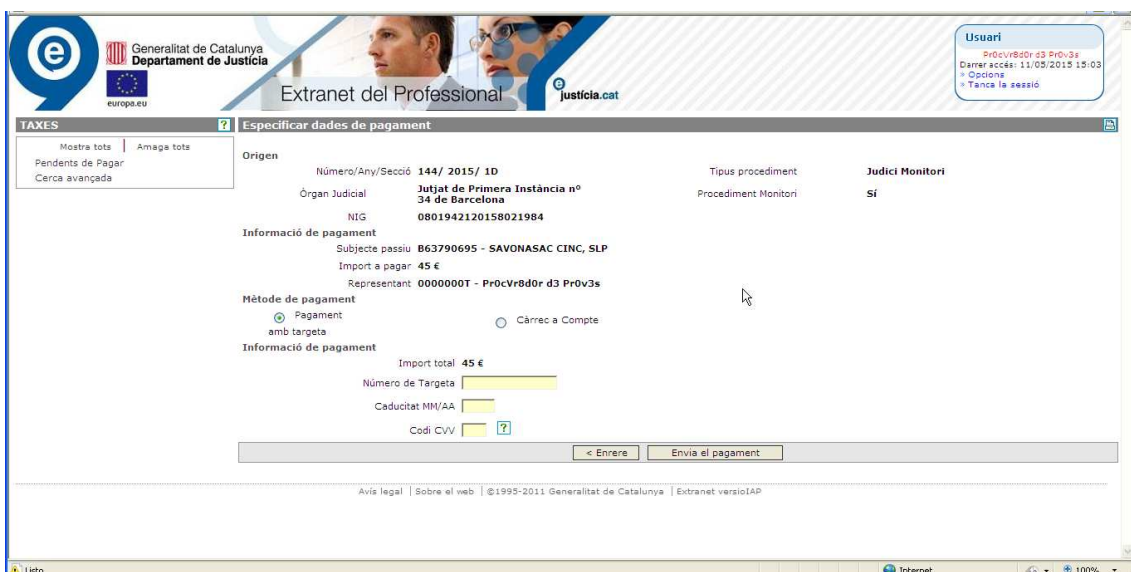 e
Generalitat de Catalunya
Departament de Justícia
europa.eu
Extranet del Professional
e justícia.cat
Usuari
Pr0cVr8d0r d3 Pr0v3s
Darrer accés: 11/05/2015 15:03
» Opcions
» Tanca la sessió
TAXES ?
Mostra tots | Amaga tots
Pendents de Pagar
Cerca avançada
Especificar dades de pagament
Origen
Número/Any/Secció 144/ 2015/ 1D Tipus procediment Judici Monitori
Òrgan Judicial Jutjat de Primera Instància nº
34 de Barcelona Procediment Monitori Sí
NIG 0801942120158021984
Informació de pagament
Subjecte passiu B63790695 - SAVONASAC CINC, SLP
Import a pagar 45 €
Representant 0000000T - Pr0cVr8d0r d3 Pr0v3s
Mètode de pagament
Pagament
amb targeta
Càrrec a Compte
Informació de pagament
Import total 45 €
Número de Targeta
Caducitat MM/AA
Codi CVV ?
< Enrere Envia el pagament
Avís legal | Sobre el web | ©1995-2011 Generalitat de Catalunya | Extranet versioIAP
Listo Internet 100%